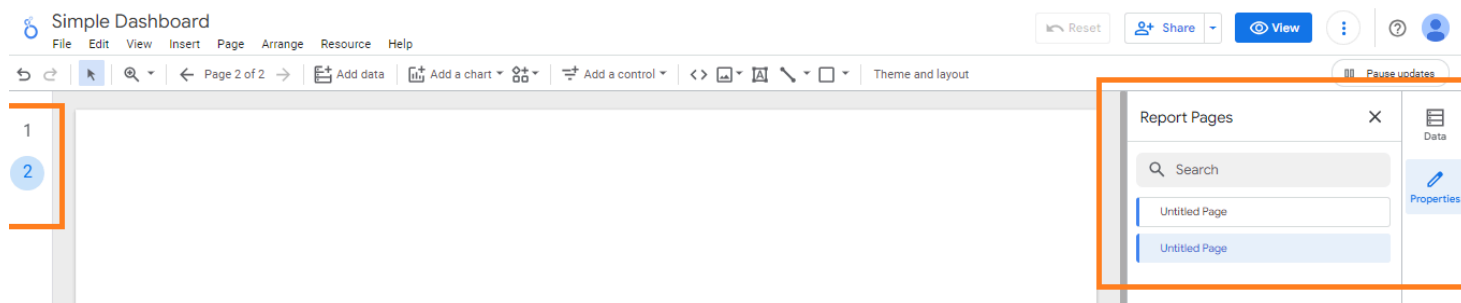 Simple Dashboard
File Edit View Insert Page Arrange Resource Help
Reset
Share
View
Page 2 of 2
Add data
Add a chart
Add a control
Theme and layout
Pause updates
1
2
Report Pages
Search
Untitled Page
Untitled Page
Data
Properties